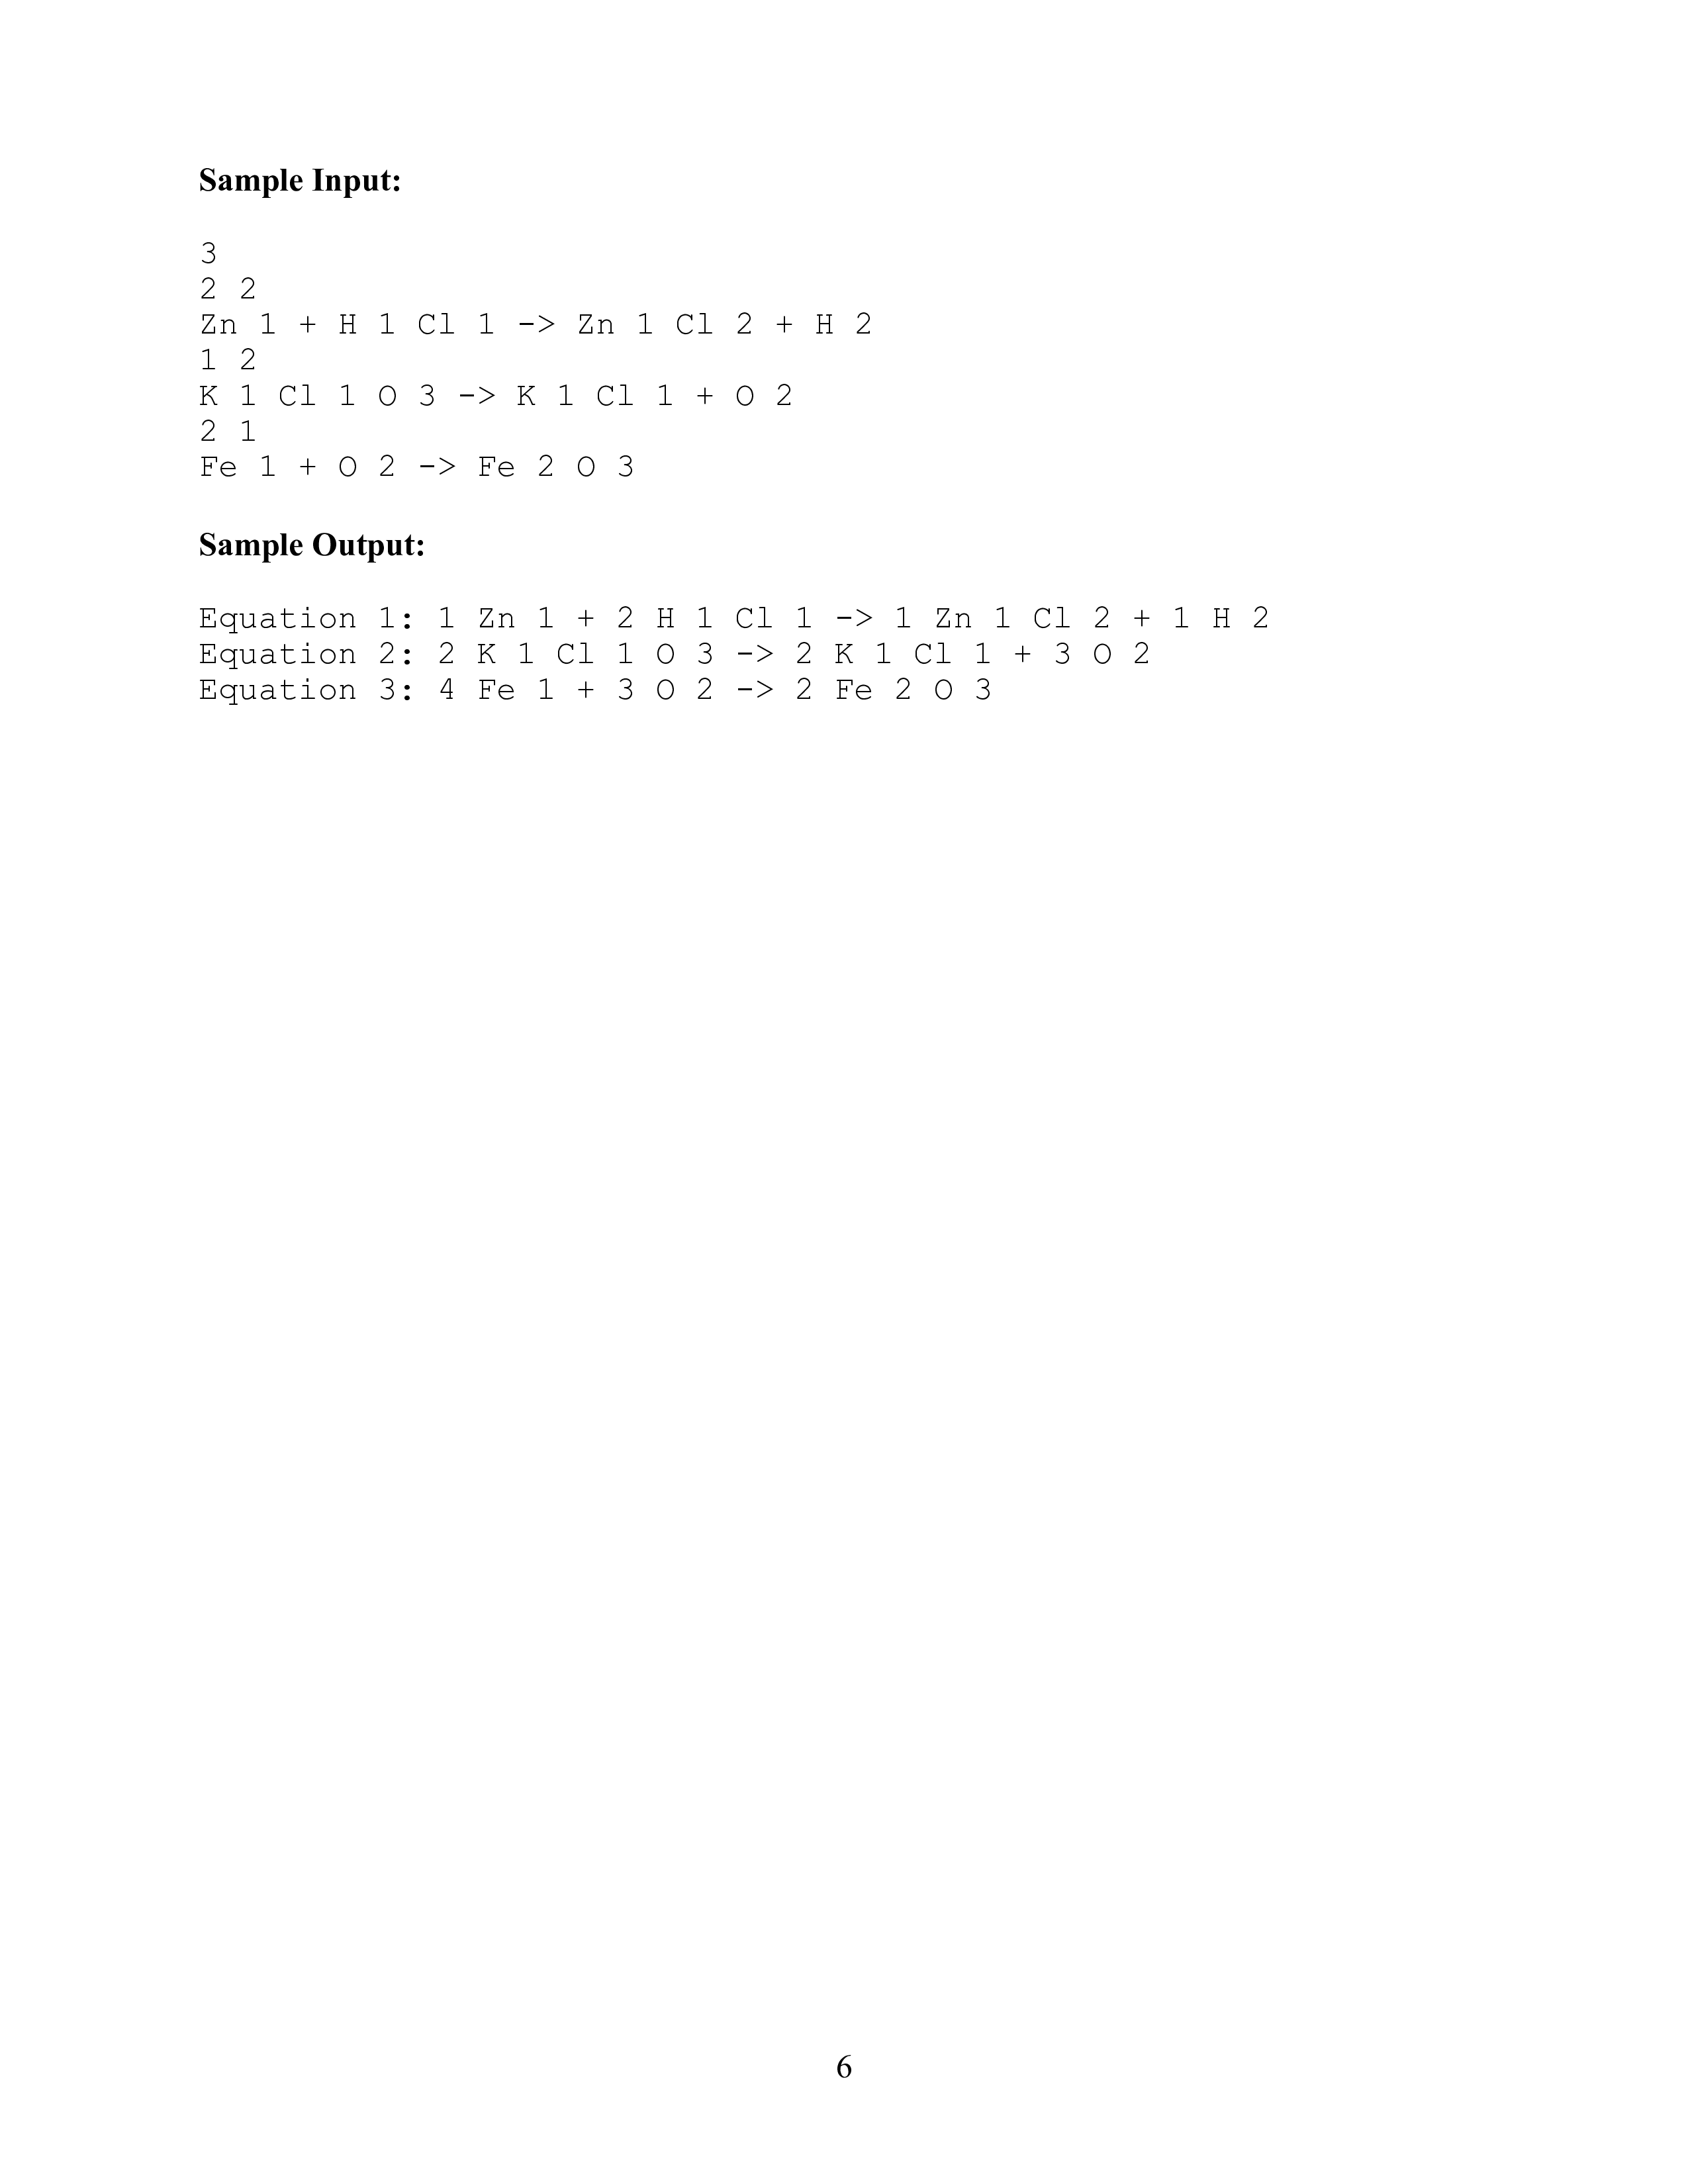 Sample Input:
3
2 2
Zn 1 + H 1 Cl 1 -> Zn 1 Cl 2 + H 2
1 2
K 1 Cl 1 O 3 -> K 1 Cl 1 + O 2
2 1
Fe 1 + O 2 -> Fe 2 O 3
Sample Output:
Equation 1: 1 Zn 1 + 2 H 1 Cl 1 -> 1 Zn 1 Cl 2 + 1 H 2
Equation 2: 2 K 1 Cl 1 O 3 -> 2 K 1 Cl 1 + 3 O 2
Equation 3: 4 Fe 1 + 3 O 2 -> 2 Fe 2 O 3
6